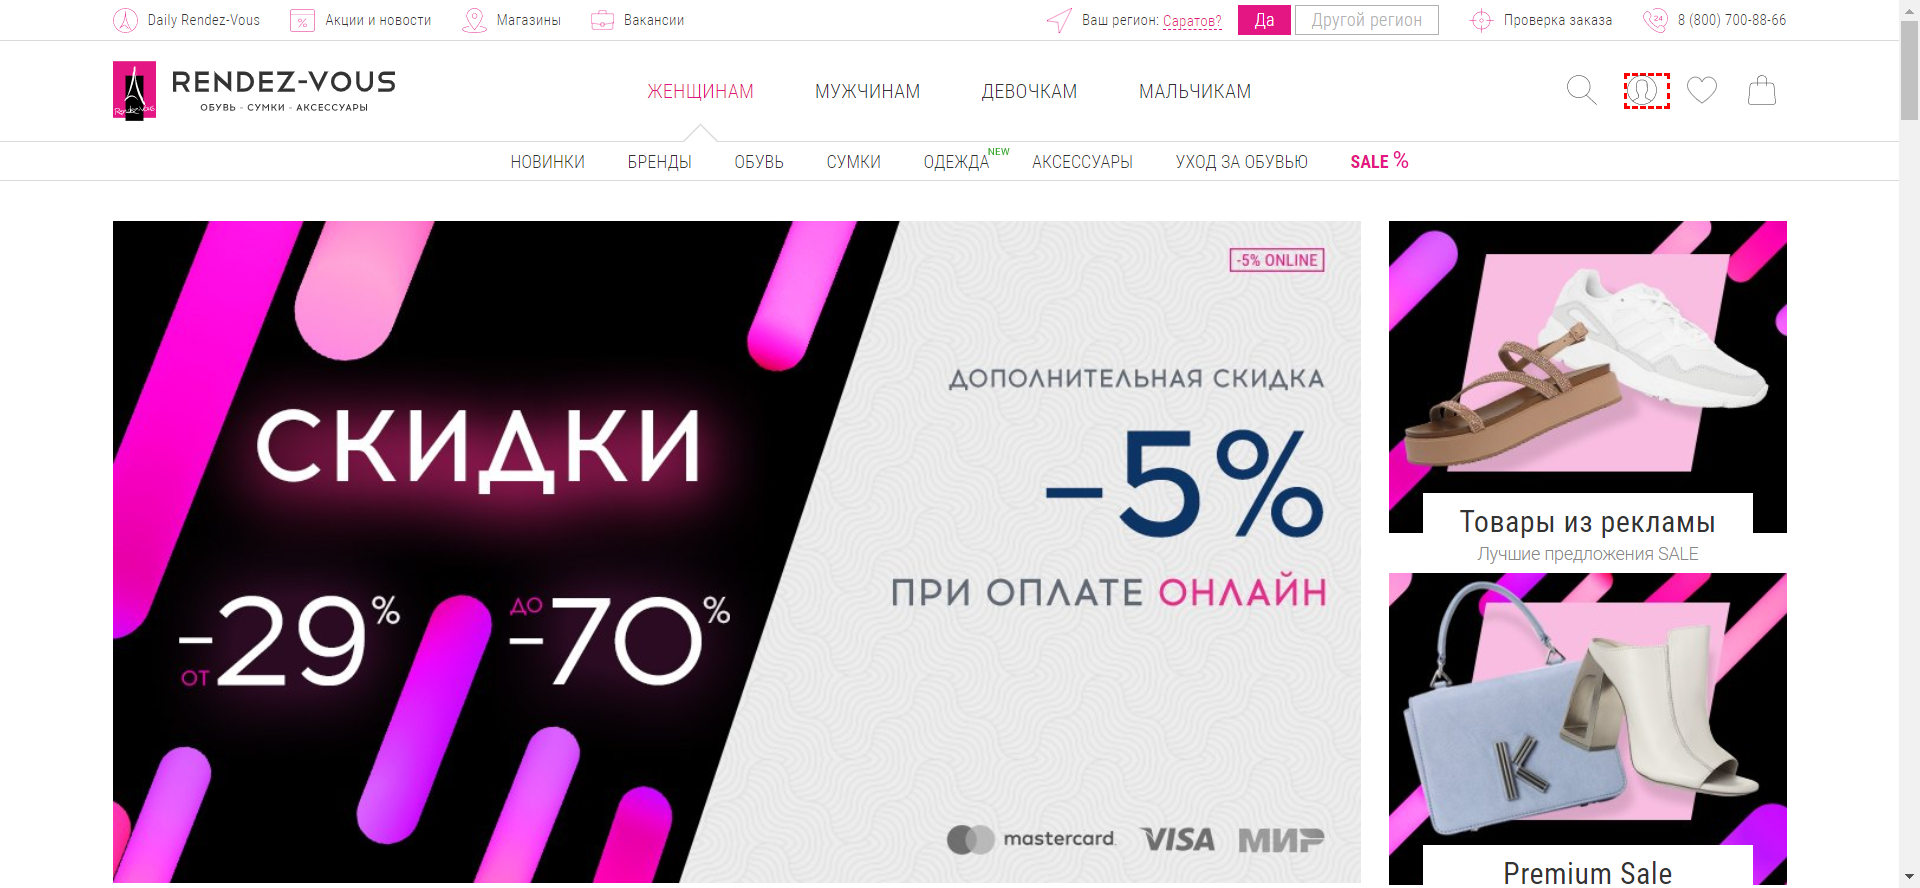 Daily Rendez-Vous
Акции и новости
Магазины
Вакансии
Ваш регион: Саратов?
Да
Другой регион
Проверка заказа
24
8 (800) 700-88-66
Rendez-Vous
RENDEZ-VOUS
ОБУВЬ - СУМКИ - АКСЕССУАРЫ
ЖЕНЩИНАМ
МУЖЧИНАМ
ДЕВОЧКАМ
МАЛЬЧИКАМ
НОВИНКИ
БРЕНДЫ
ОБУВЬ
СУМКИ
ОДЕЖДА NEW
АКСЕССУАРЫ
УХОД ЗА ОБУВЬЮ
SALE %
СКИДКИ
ОТ -29%
ДО -70%
-5% ONLINE
ДОПОЛНИТЕЛЬНАЯ СКИДКА
-5%
ПРИ ОПЛАТЕ ОНЛАЙН
mastercard.
VISA
МИР
Товары из рекламы
Лучшие предложения SALE
K
Premium Sale